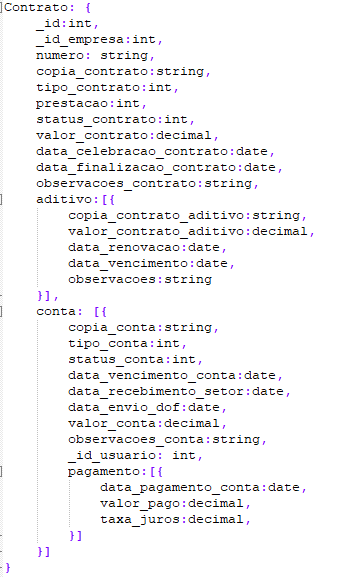 Contrato: {
_id:int,
_id_empresa:int,
numero: string,
copia_contrato:string,
tipo_contrato:int,
prestacao:int,
status_contrato:int,
valor_contrato:decimal,
data_celebracao_contrato:date,
data_finalizacao_contrato:date,
observacoes_contrato:string,
aditivo:[{
copia_contrato_aditivo:string,
valor_contrato_aditivo:decimal,
data_renovacao:date,
data_vencimento:date,
observacoes:string
}],
conta: [{
copia_conta:string,
tipo_conta:int,
status_conta:int,
data_vencimento_conta:date,
data_recebimento_setor:date,
data_envio_dof:date,
valor_conta:decimal,
observacoes_conta:string,
_id_usuario: int,
pagamento:[{
data_pagamento_conta:date,
valor_pago:decimal,
taxa_juros:decimal,
}]
}]
}